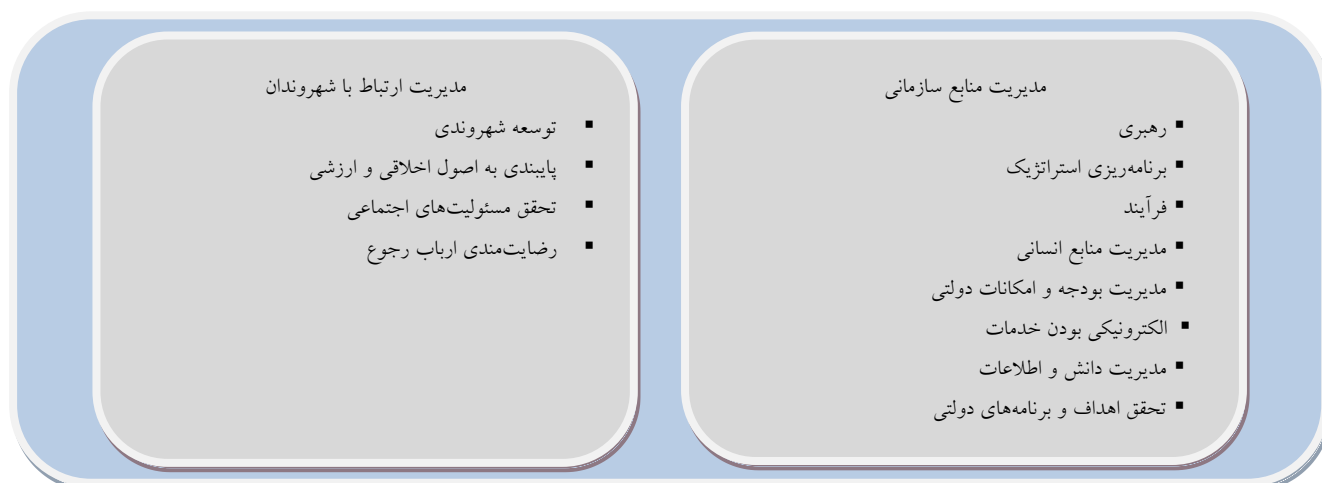 مدیریت منابع سازمانی
▪ رهبری
▪ برنامه‌ریزی استراتژیک
▪ فرآیند
▪ مدیریت منابع انسانی
▪ مدیریت بودجه و امکانات دولتی
▪ الکترونیکی بودن خدمات
▪ مدیریت دانش و اطلاعات
▪ تحقق اهداف و برنامه‌های دولتی
مدیریت ارتباط با شهروندان
▪ توسعه شهروندی
▪ پایبندی به اصول اخلاقی و ارزشی
▪ تحقق مسئولیت‌های اجتماعی
▪ رضایت‌مندی ارباب رجوع